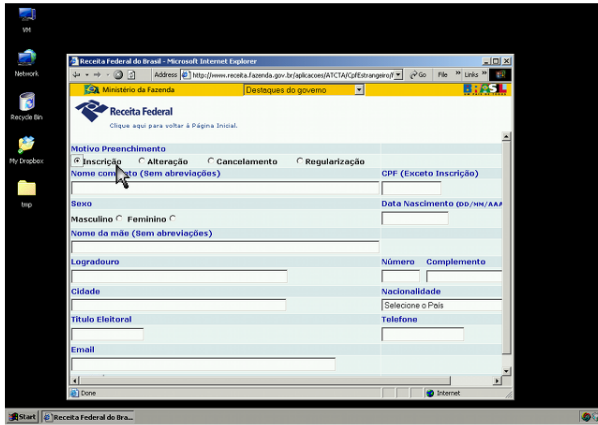 VM
Network
Recycle Bin
My Dropbox
tmp
Receita Federal do Brasil - Microsoft Internet Explorer
Address http://www.receita.fazenda.gov.br/aplicacoes/ATCTA/CpfEstrangeiro/f Go File » Links »
Ministério da Fazenda Destaques do governo BRASIL
Receita Federal
Clique aqui para voltar à Página Inicial.
Motivo Preenchimento
Inscrição Alteração Cancelamento Regularização
Nome completo (Sem abreviações) CPF (Exceto Inscrição)
Sexo Data Nascimento (DD/MM/AAA
Masculino Feminino
Nome da mãe (Sem abreviações)
Logradouro Número Complemento
Cidade Nacionalidade
Selecione o País
Título Eleitoral Telefone
Email
Done Internet
Start Receita Federal do Bra...